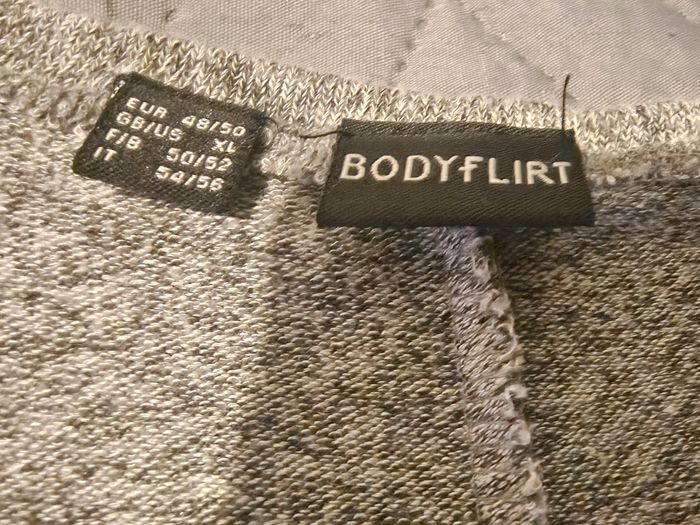 EUR 48/50
GB/US XL
F/B 50/52
IT 54/56
BODYFLIRT